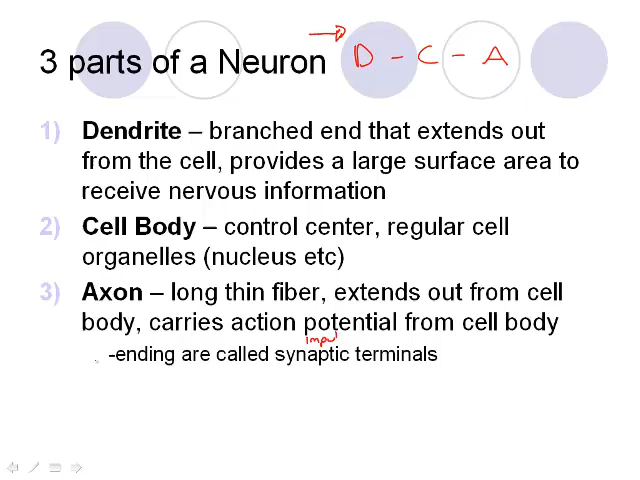 3 parts of a Neuron → D - C - A
1) Dendrite – branched end that extends out
from the cell, provides a large surface area to
receive nervous information
2) Cell Body – control center, regular cell
organelles (nucleus etc)
3) Axon – long thin fiber, extends out from cell
body, carries action potential from cell body
impul
-ending are called synaptic terminals